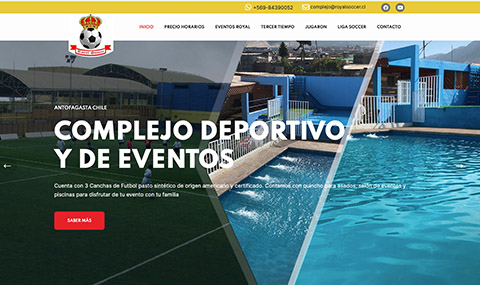 +569-84390052 complejo@royalsoccer.cl
INICIO PRECIO HORARIOS EVENTOS ROYAL TERCER TIEMPO JUGARON LIGA SOCCER CONTACTO
ANTOFAGASTA CHILE
COMPLEJO DEPORTIVO
Y DE EVENTOS
Cuenta con 3 Canchas de Futbol pasto sintético de origen americano y certificado. Contamos con quincho para asados, salón de eventos y
piscinas para disfrutar de tu evento con tu familia
SABER MÁS